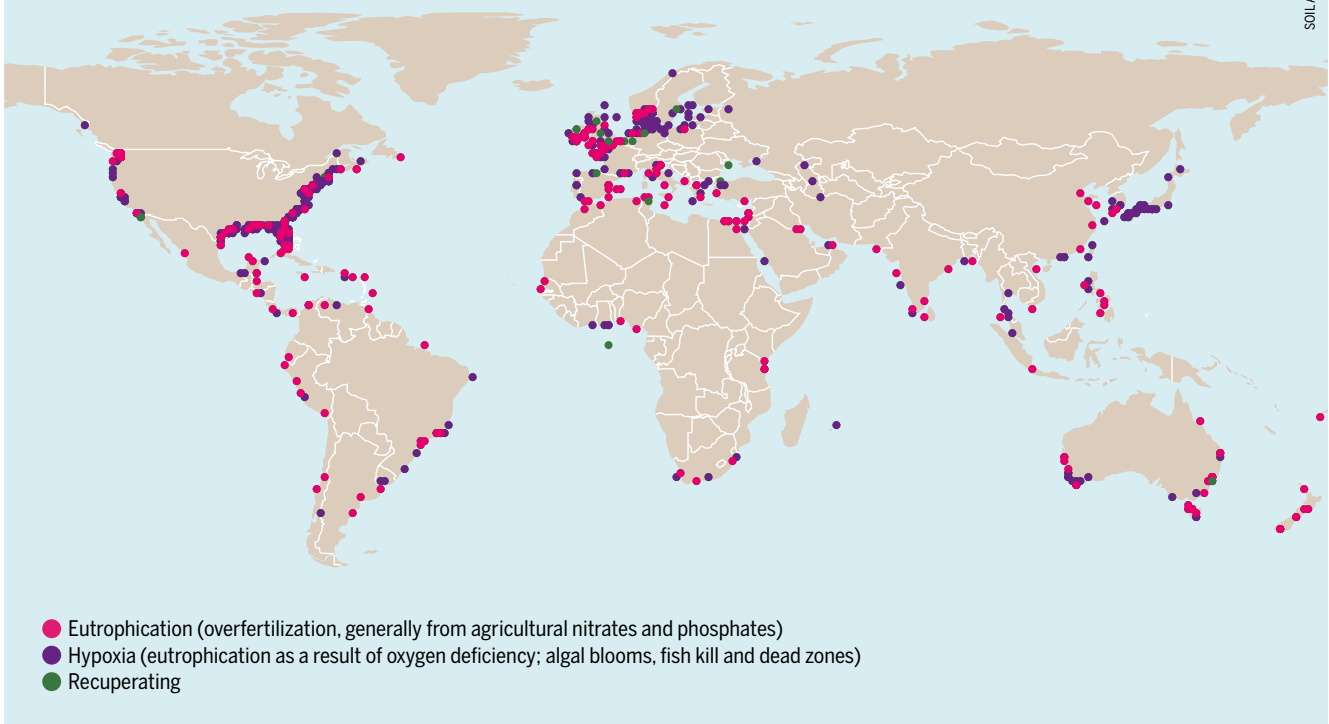 SOIL A
Eutrophication (overfertilization, generally from agricultural nitrates and phosphates)
Hypoxia (eutrophication as a result of oxygen deficiency; algal blooms, fish kill and dead zones)
Recuperating